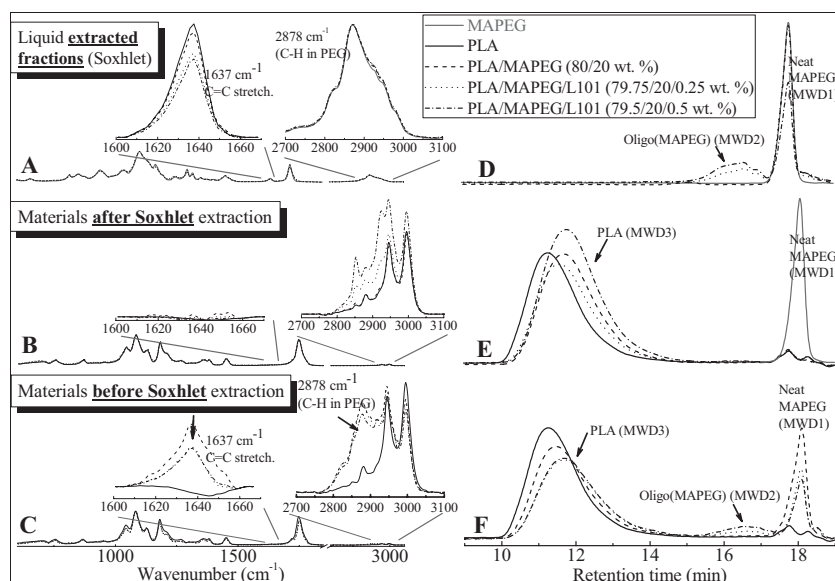 Liquid extracted
fractions (Soxhlet)
1637 cm-1
C=C stretch.
2878 cm-1
(C-H in PEG)
1600 1620 1640 1660
2700 2800 2900 3000 3100
A
Materials after Soxhlet extraction
1600 1620 1640 1660
2700 2800 2900 3000 3100
B
Materials before Soxhlet extraction
1637 cm-1
C=C stretch.
2878 cm-1
(C-H in PEG)
1600 1620 1640 1660
2700 2800 2900 3000 3100
C
1000 1500 3000
Wavenumber (cm-1)
MAPEG
PLA
PLA/MAPEG (80/20 wt. %)
PLA/MAPEG/L101 (79.75/20/0.25 wt. %)
PLA/MAPEG/L101 (79.5/20/0.5 wt. %)
Neat
MAPEG
(MWD1)
Oligo(MAPEG) (MWD2)
D
PLA (MWD3)
Neat
MAPEG
(MWD1)
E
Neat
MAPEG
(MWD1)
PLA (MWD3)
Oligo(MAPEG) (MWD2)
F
10 12 14 16 18
Retention time (min)